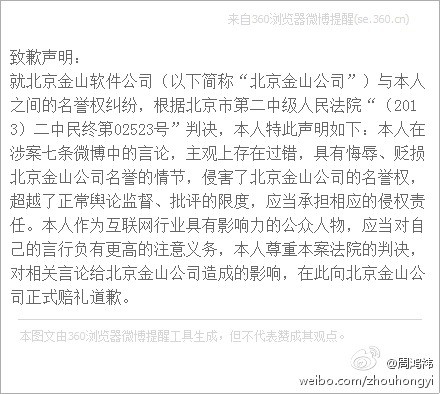 来自360浏览器微博提醒(se.360.cn)
致歉声明：
就北京金山软件公司（以下简称“北京金山公司”）与本人
之间的名誉权纠纷，根据北京市第二中级人民法院“（201
3）二中民终第02523号”判决，本人特此声明如下：本人在
涉案七条微博中的言论，主观上存在过错，具有侮辱、贬损
北京金山公司名誉的情节，侵害了北京金山公司的名誉权，
超越了正常舆论监督、批评的限度，应当承担相应的侵权责
任。本人作为互联网行业具有影响力的公众人物，应当对自
己的言行负有更高的注意义务，本人尊重本案法院的判决，
对相关言论给北京金山公司造成的影响，在此向北京金山公
司正式赔礼道歉。
本图文由360浏览器微博提醒工具生成，但不代表赞成其观点。
@周鸿祎
weibo.com/zhouhongyi